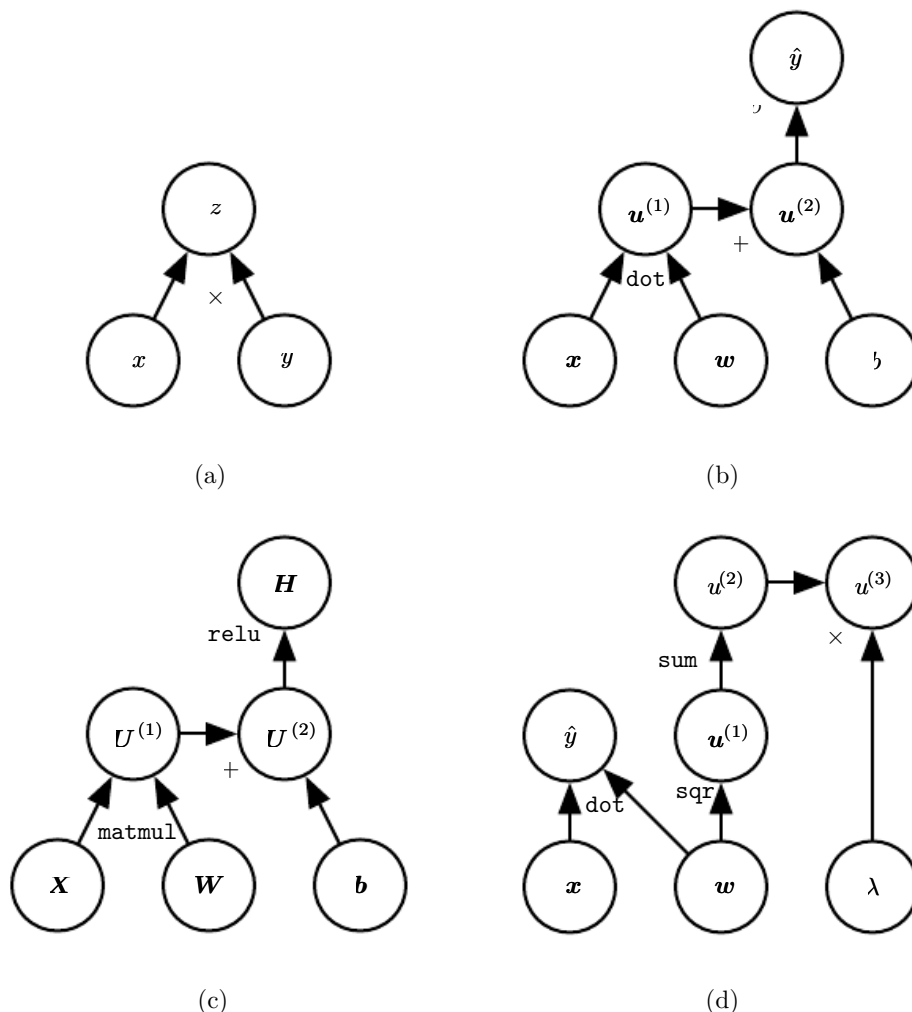 z
×
x
y
(a)
ŷ
u(1)
u(2)
+
dot
x
w
(b)
H
relu
U(1)
U(2)
+
matmul
X
W
b
(c)
u(2)
u(3)
×
sum
ŷ
u(1)
dot
sqr
x
w
λ
(d)